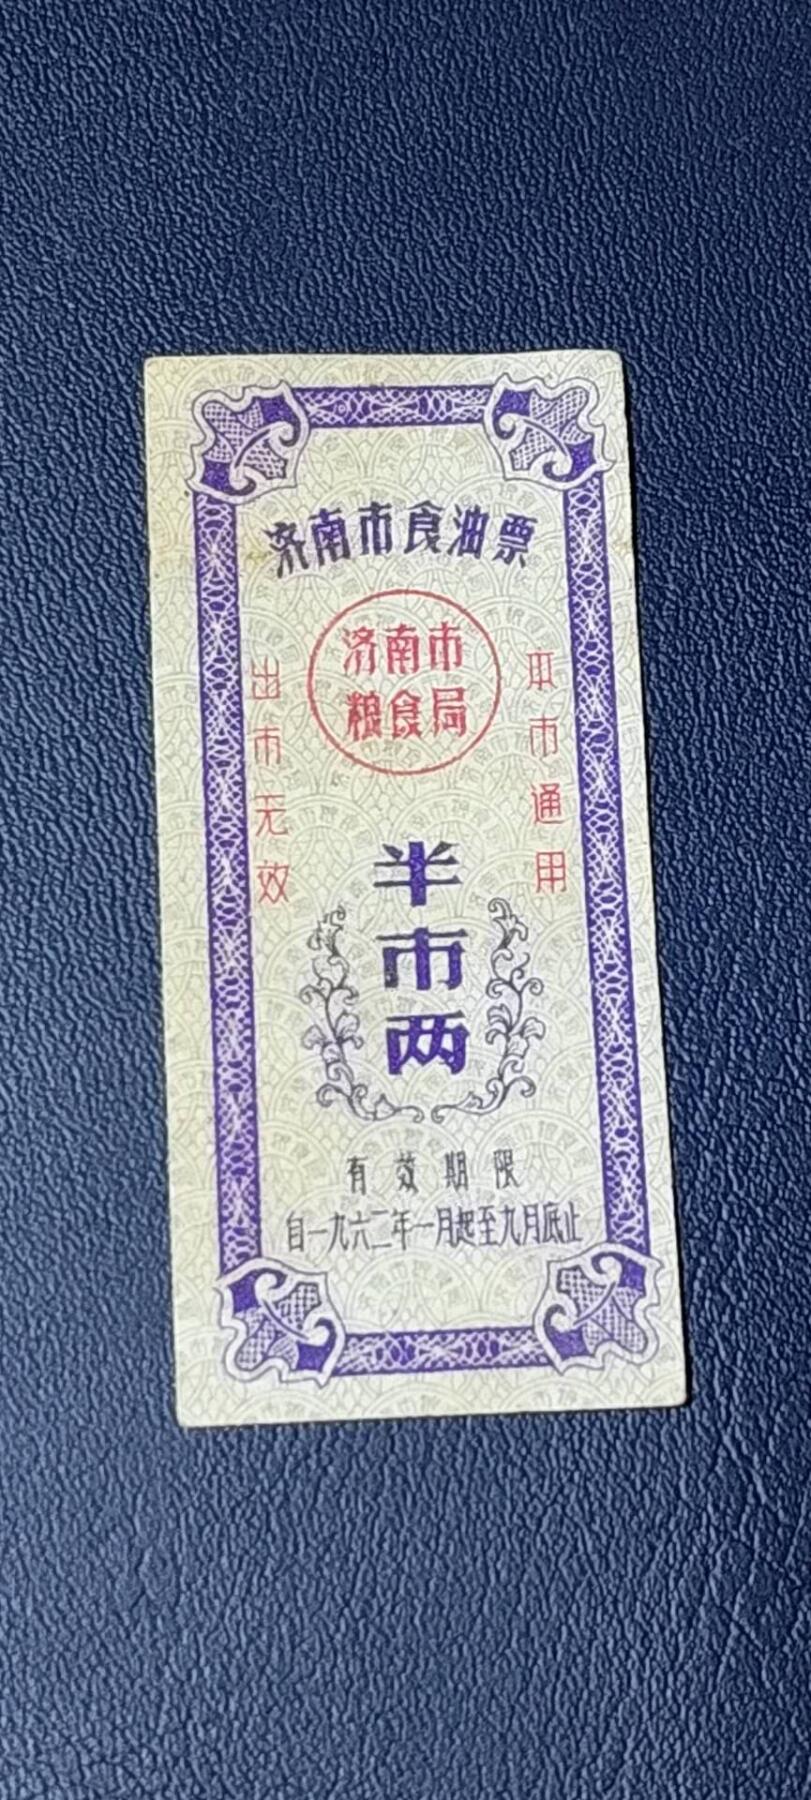 济南市食油票
济南市
粮食局
本市通用
出市无效
半市两
有效期限
自一九六二年一月起至九月底止